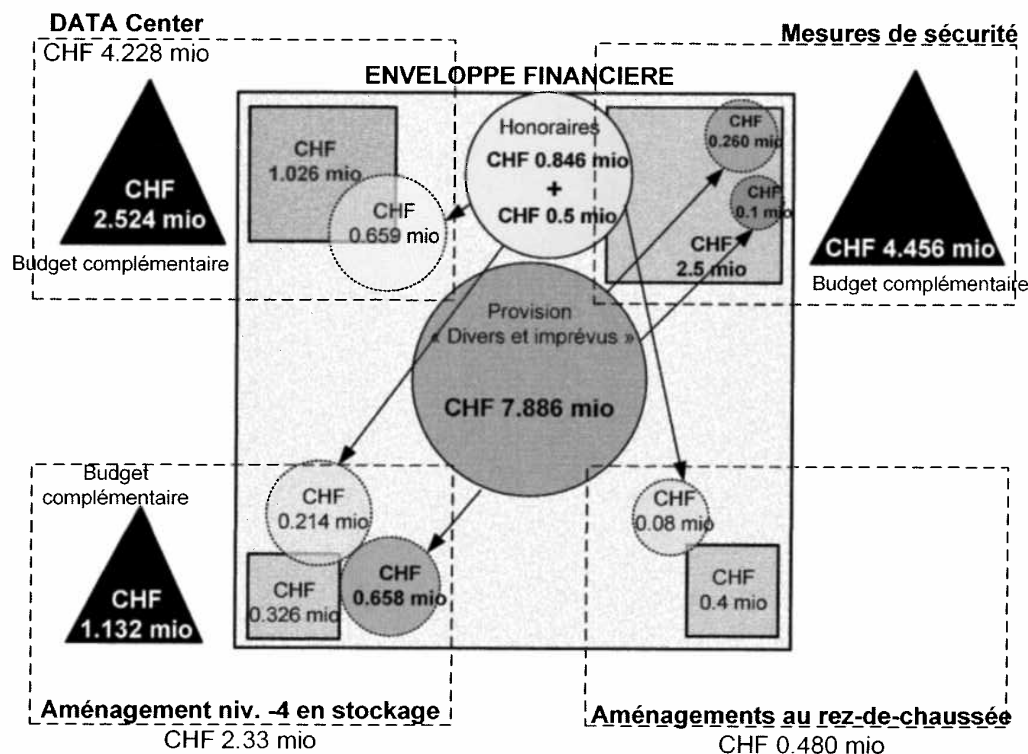 DATA Center
CHF 4.228 mio
Mesures de sécurité
ENVELOPPE FINANCIERE
CHF
2.524 mio
Budget complémentaire
CHF
1.026 mio
CHF
0.659 mio
Honoraires
CHF 0.846 mio
+
CHF 0.5 mio
CHF
0.260 mio
CHF
0.1 mio
CHF
2.5 mio
CHF 4.456 mio
Budget complémentaire
Provision
« Divers et imprévus »
CHF 7.886 mio
Budget
complémentaire
CHF
1.132 mio
CHF
0.214 mio
CHF
0.326 mio
CHF
0.658 mio
CHF
0.08 mio
CHF
0.4 mio
Aménagement niv. -4 en stockage
CHF 2.33 mio
Aménagements au rez-de-chaussée
CHF 0.480 mio